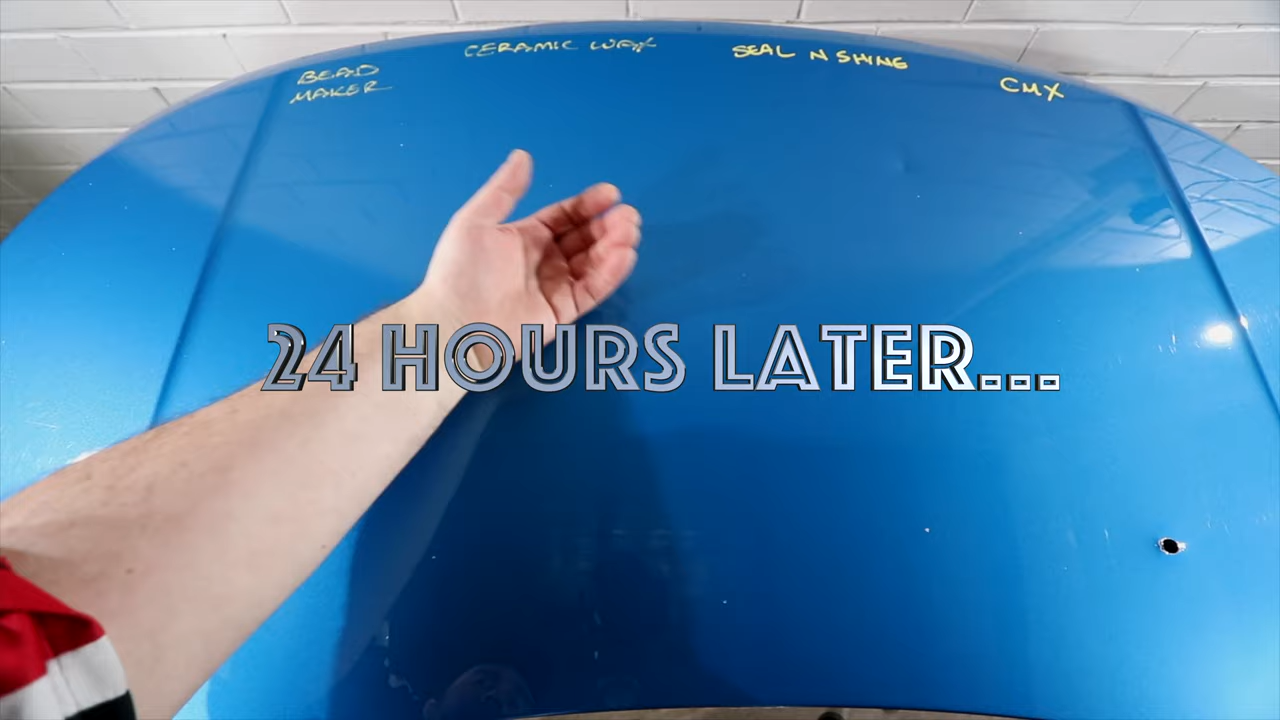 BEAD
MAKER
CERAMIC WAX
SEAL N SHINE
CMX
24 HOURS LATER...